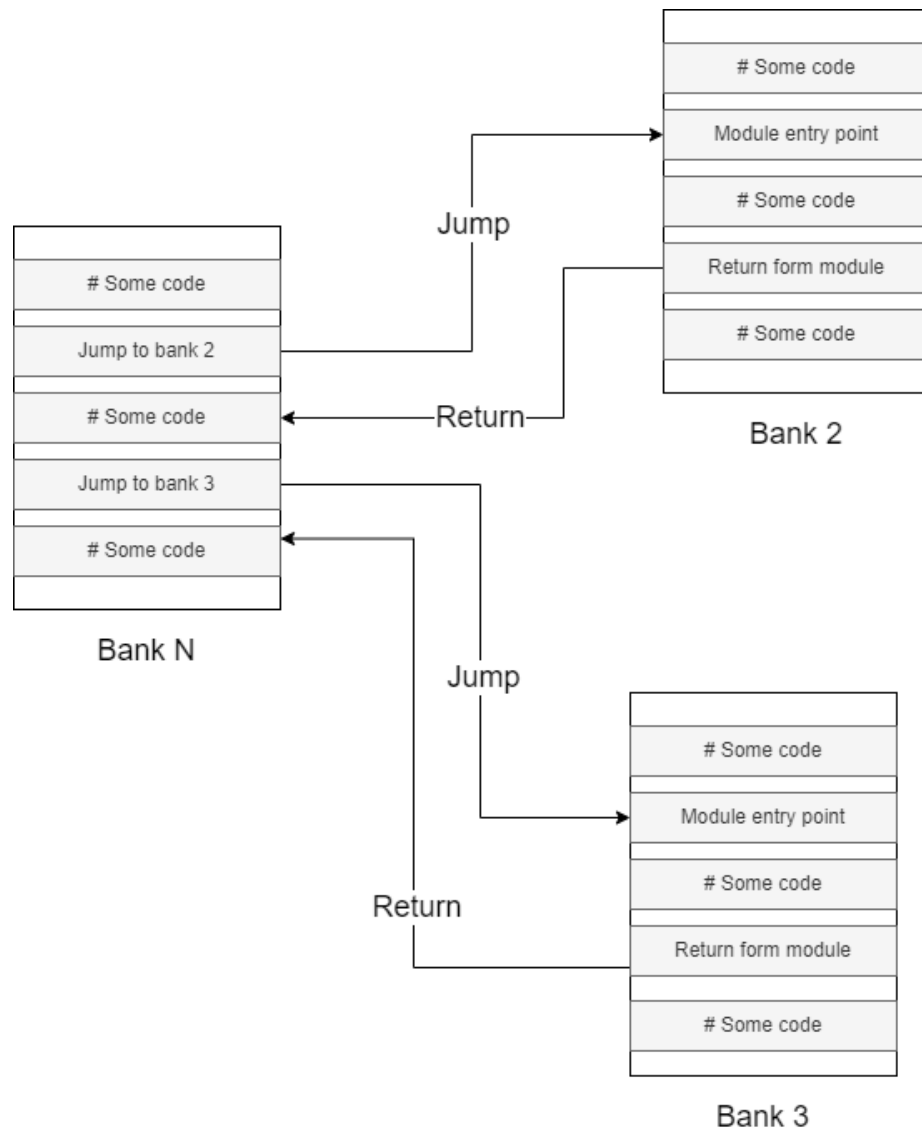 # Some code
Module entry point
# Some code
Return form module
# Some code
Bank 2
Jump
Return
# Some code
Jump to bank 2
# Some code
Jump to bank 3
# Some code
Bank N
Jump
Return
# Some code
Module entry point
# Some code
Return form module
# Some code
Bank 3